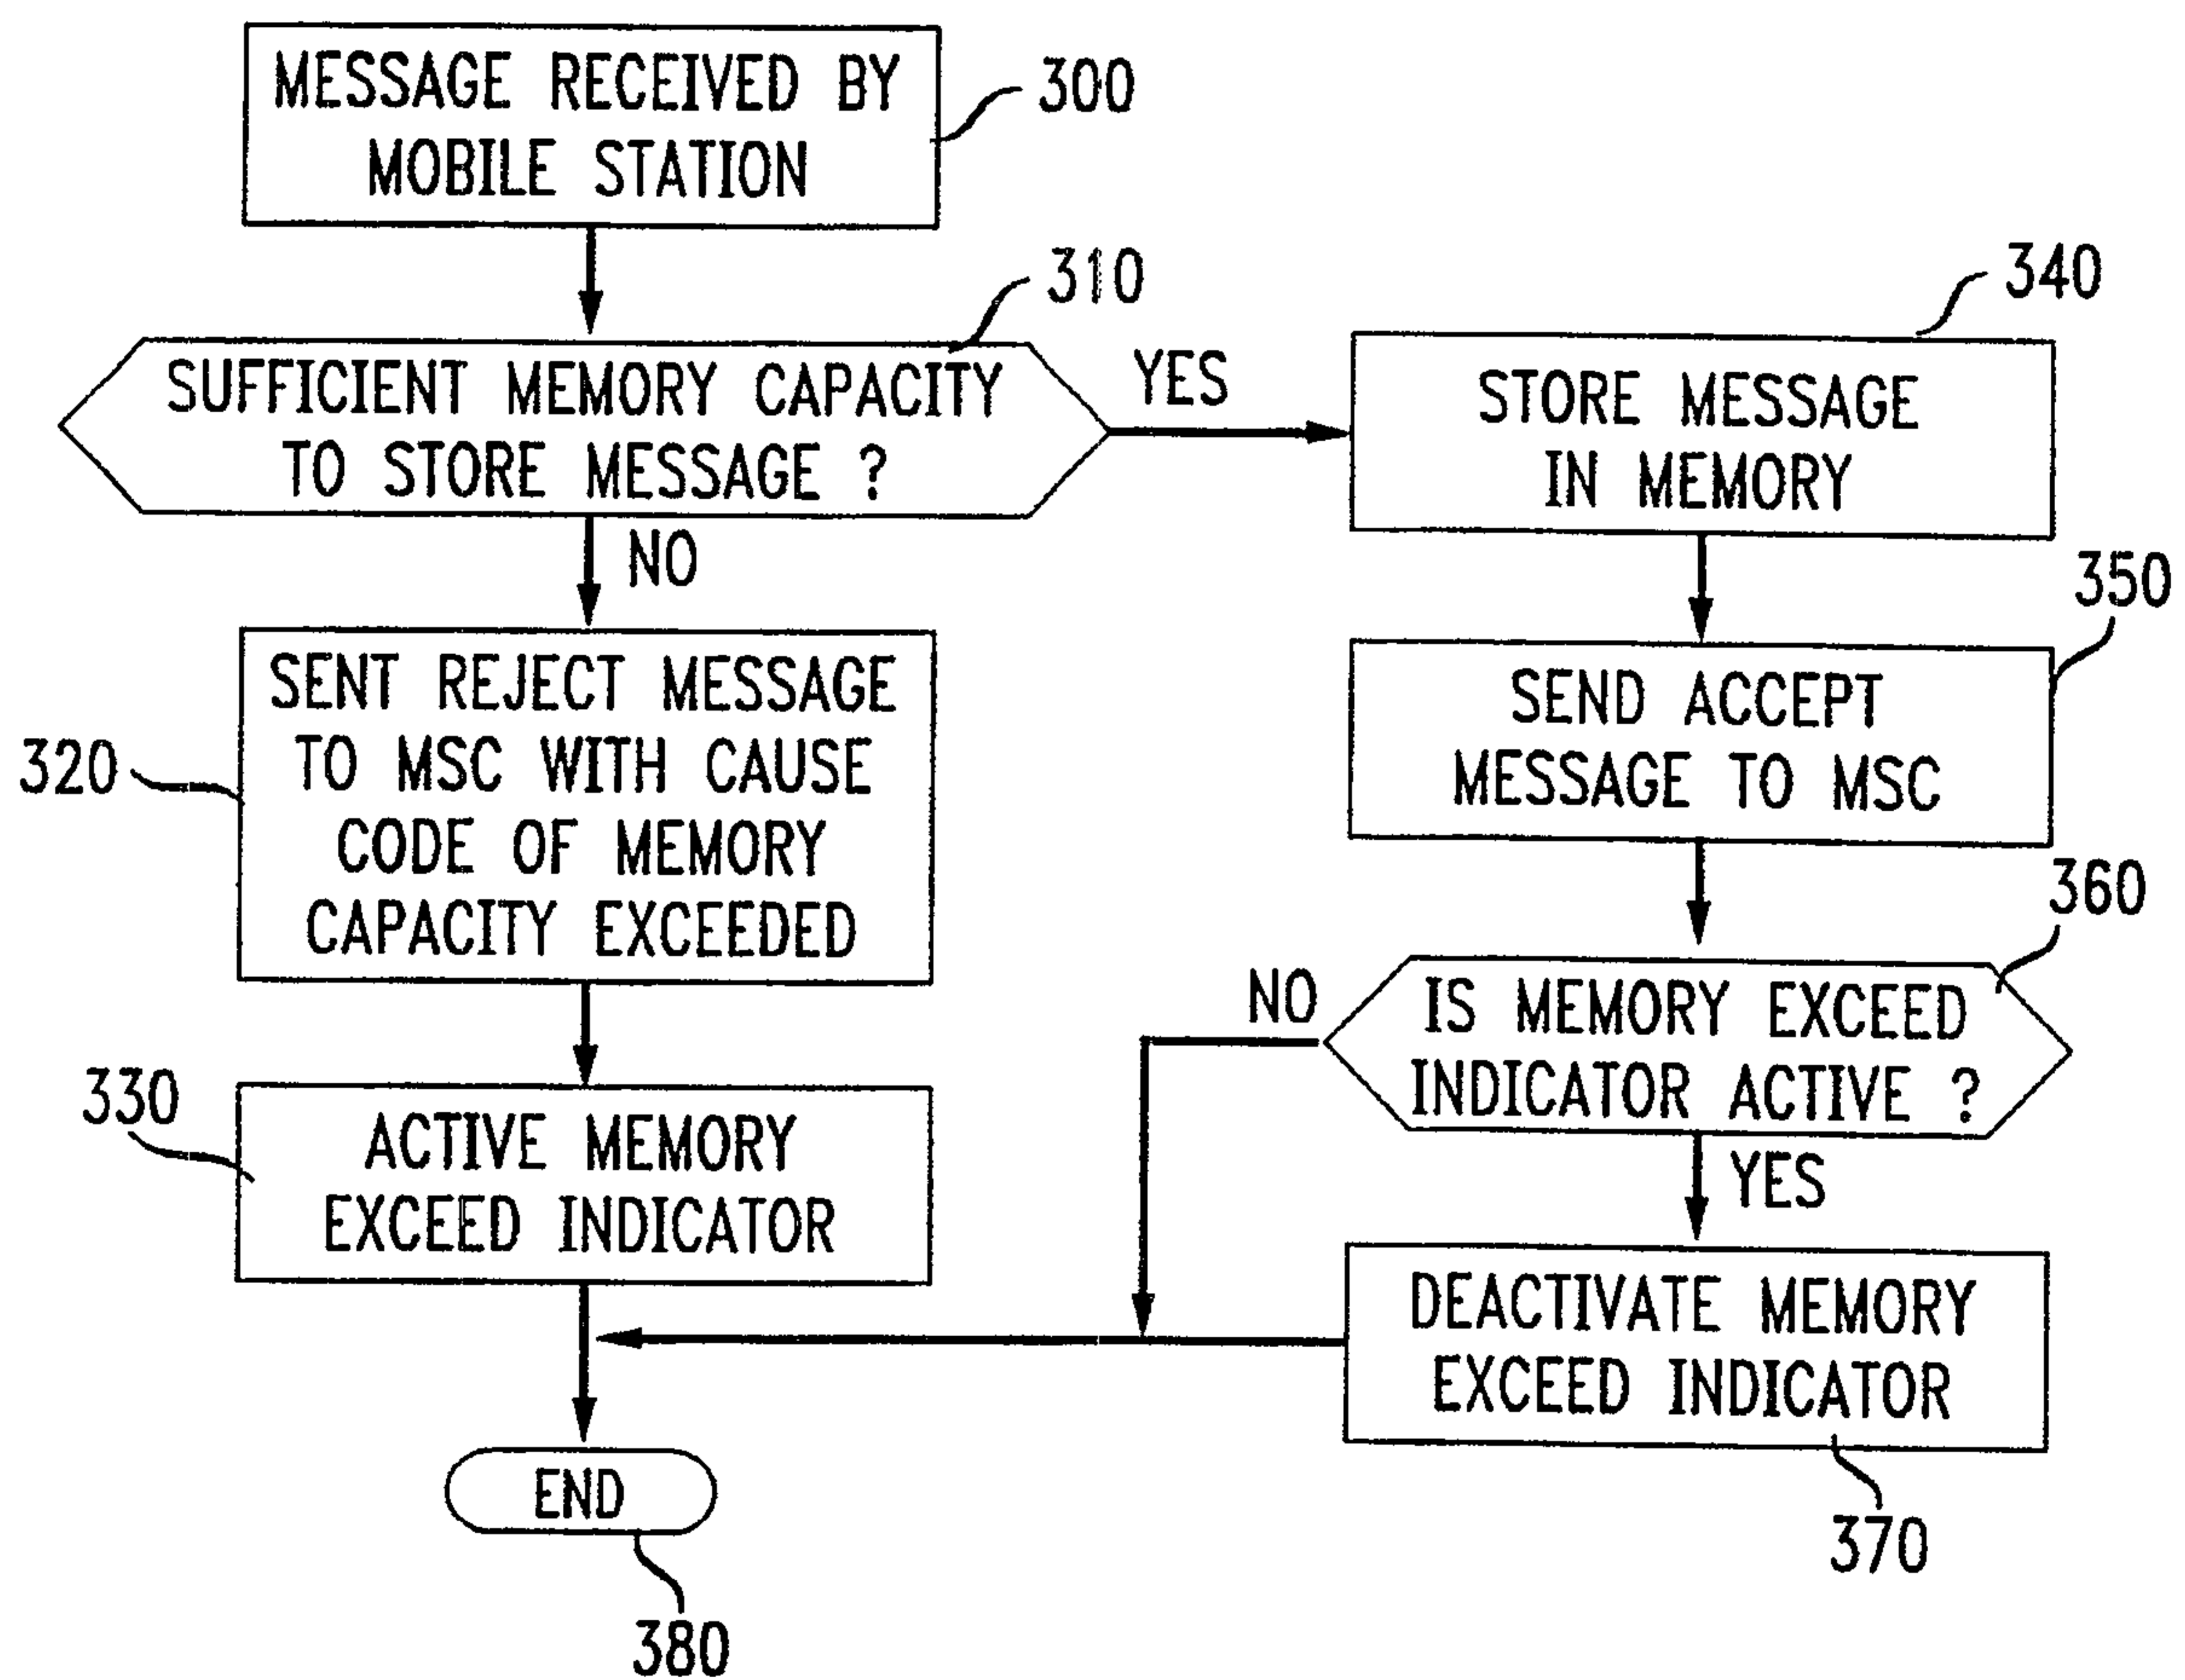 MESSAGE RECEIVED BY
MOBILE STATION
300
310
SUFFICIENT MEMORY CAPACITY
TO STORE MESSAGE ?
YES
NO
340
STORE MESSAGE
IN MEMORY
350
SEND ACCEPT
MESSAGE TO MSC
320
SENT REJECT MESSAGE
TO MSC WITH CAUSE
CODE OF MEMORY
CAPACITY EXCEEDED
360
IS MEMORY EXCEED
INDICATOR ACTIVE ?
NO
YES
330
ACTIVE MEMORY
EXCEED INDICATOR
DEACTIVATE MEMORY
EXCEED INDICATOR
370
END
380